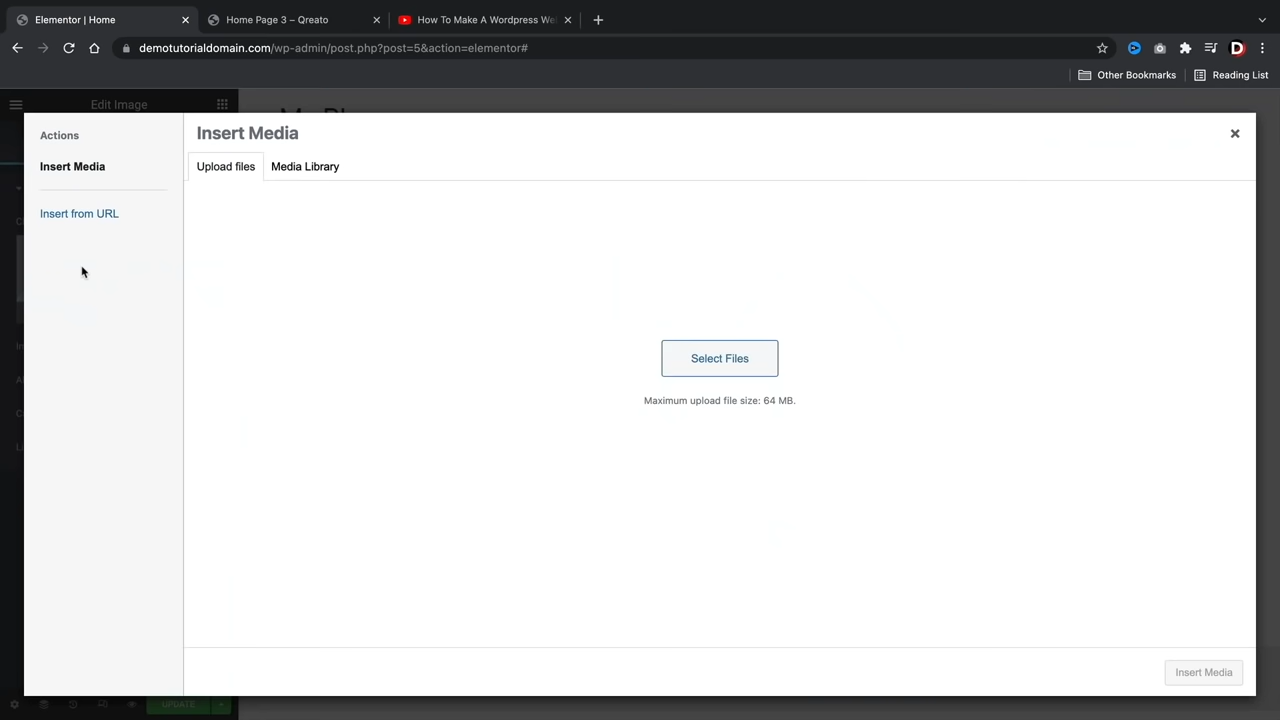 Elementor | Home
Home Page 3 – Qreato
How To Make A Wordpress We
demotutorialdomain.com/wp-admin/post.php?post=5&action=elementor#
D
Other Bookmarks
Reading List
Edit Image
Actions
Insert Media
Insert from URL
Insert Media
Upload files
Media Library
Select Files
Maximum upload file size: 64 MB.
Insert Media
UPDATE